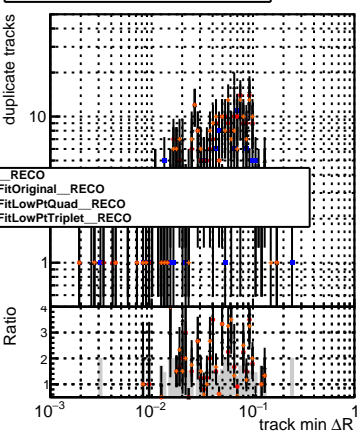 duplicate tracks
10
__RECO
FitOriginal__RECO
FitLowPtQuad__RECO
FitLowPtTriplet__RECO
1
Ratio
4
3
2
1
10−3 10−2 10−1 1
track min ΔR